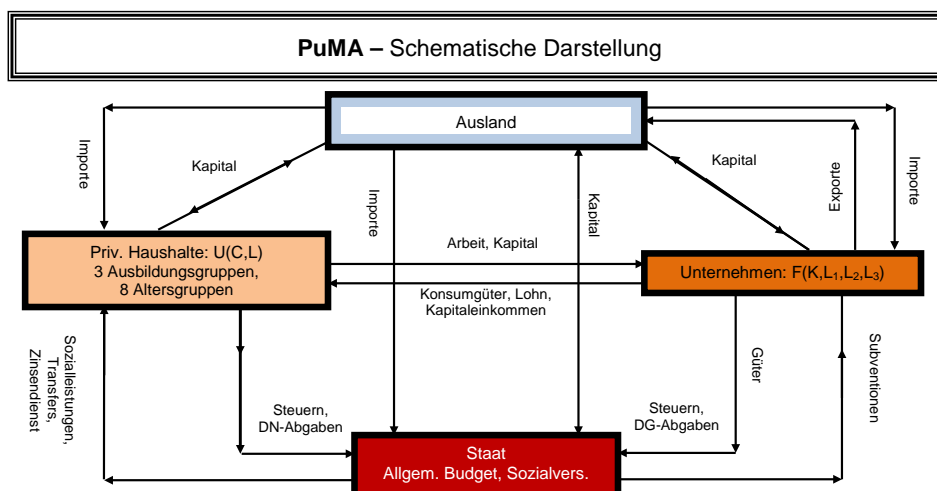 PuMA – Schematische Darstellung
Ausland
Importe
Kapital
Importe
Kapital
Kapital
Exporte
Importe
Priv. Haushalte: U(C,L)
3 Ausbildungsgruppen,
8 Altersgruppen
Arbeit, Kapital
Unternehmen: F(K,L₁,L₂,L₃)
Konsumgüter, Lohn,
Kapitaleinkommen
Sozialleistungen,
Transfers,
Zinsendienst
Steuern,
DN-Abgaben
Steuern,
DG-Abgaben
Güter
Subventionen
Staat
Allgem. Budget, Sozialvers.